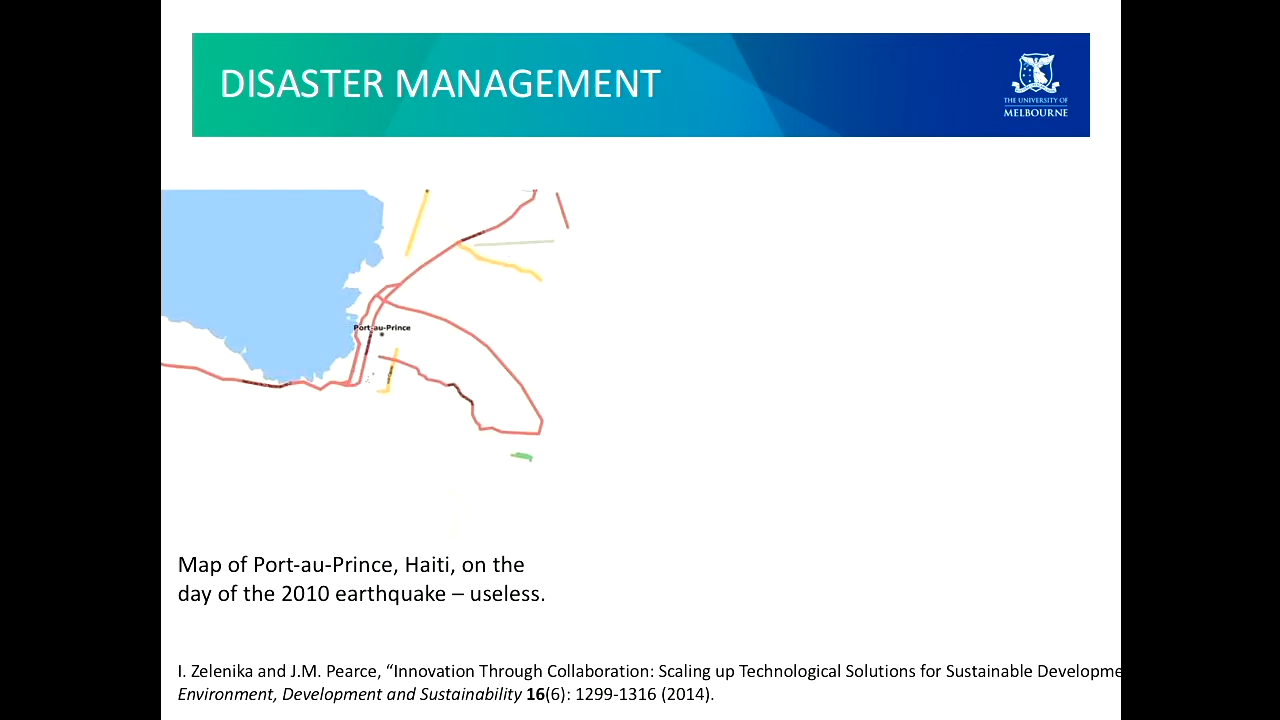 DISASTER MANAGEMENT
THE UNIVERSITY OF
MELBOURNE
Port-au-Prince
Map of Port-au-Prince, Haiti, on the
day of the 2010 earthquake – useless.
I. Zelenika and J.M. Pearce, “Innovation Through Collaboration: Scaling up Technological Solutions for Sustainable Developme
Environment, Development and Sustainability 16(6): 1299-1316 (2014).